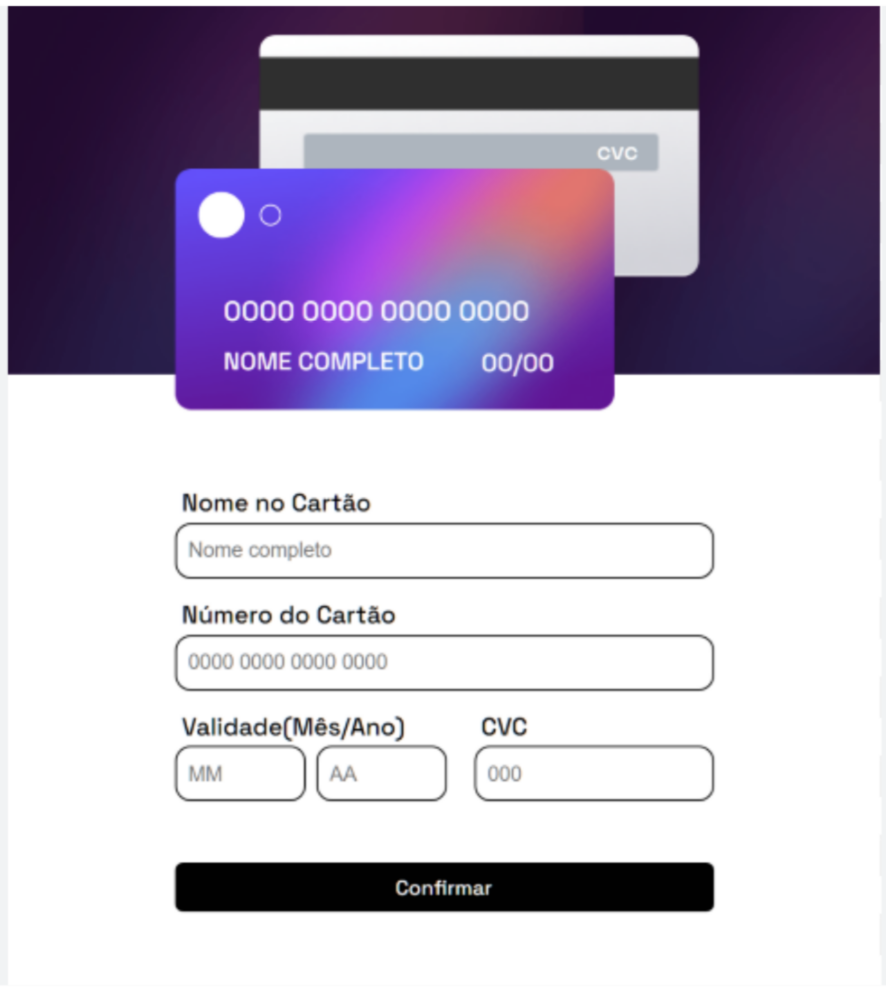 CVC
0000 0000 0000 0000
NOME COMPLETO 00/00
Nome no Cartão
Nome completo
Número do Cartão
0000 0000 0000 0000
Validade(Mês/Ano) CVC
MM AA 000
Confirmar